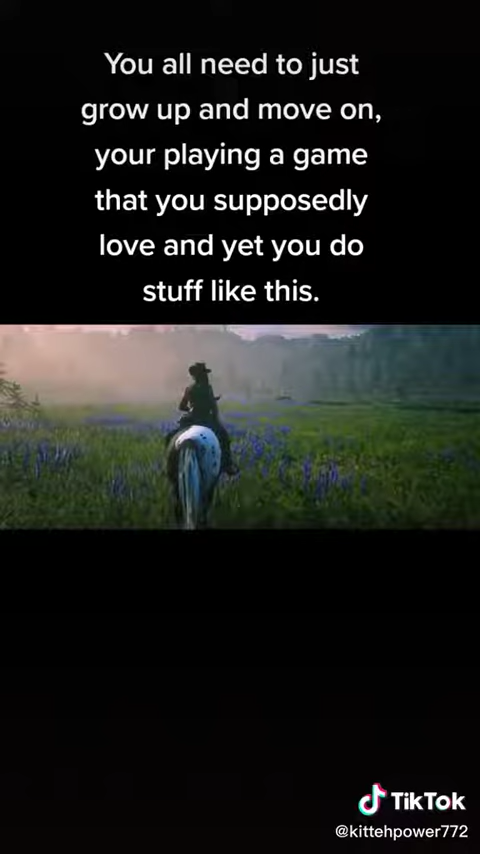 You all need to just
grow up and move on,
your playing a game
that you supposedly
love and yet you do
stuff like this.
TikTok
@kittehpower772